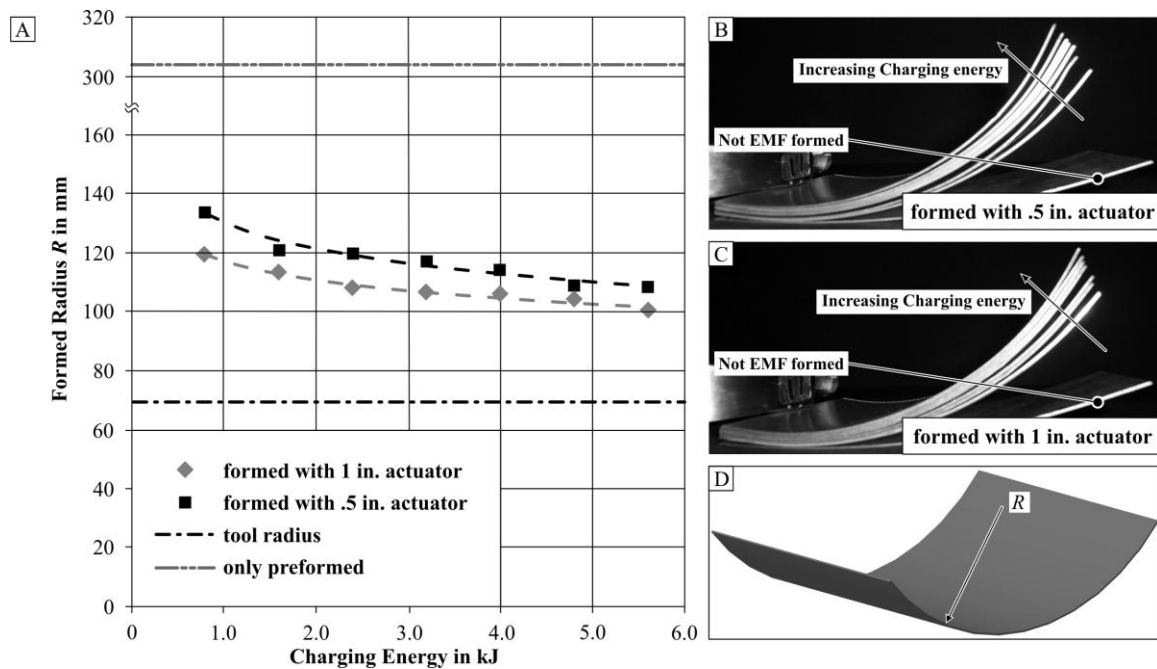 A
320
300
160
140
120
100
80
60
40
20
0
Formed Radius R in mm
formed with 1 in. actuator
formed with .5 in. actuator
tool radius
only preformed
0
1.0
2.0
3.0
4.0
5.0
6.0
Charging Energy in kJ
B
Increasing Charging energy
Not EMF formed
formed with .5 in. actuator
C
Increasing Charging energy
Not EMF formed
formed with 1 in. actuator
D
R